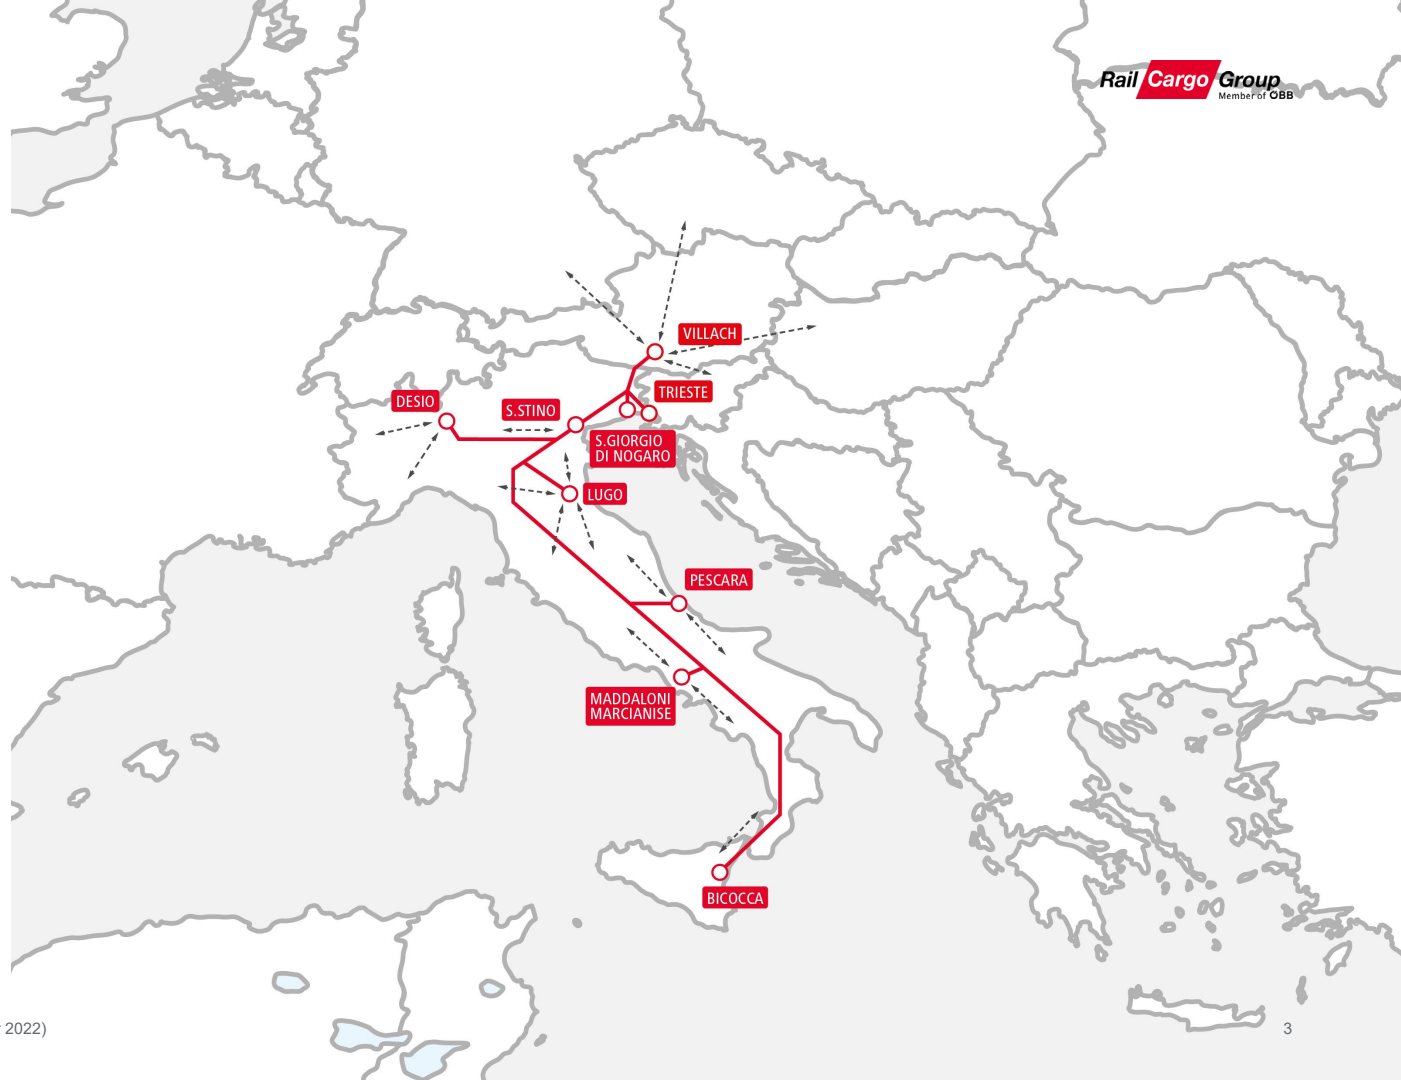 Rail Cargo Group
Member of ÖBB
VILLACH
TRIESTE
DESIO
S.STINO
S.GIORGIO
DI NOGARO
LUGO
PESCARA
MADDALONI
MARCIANISE
BICOCCA
2022)
3